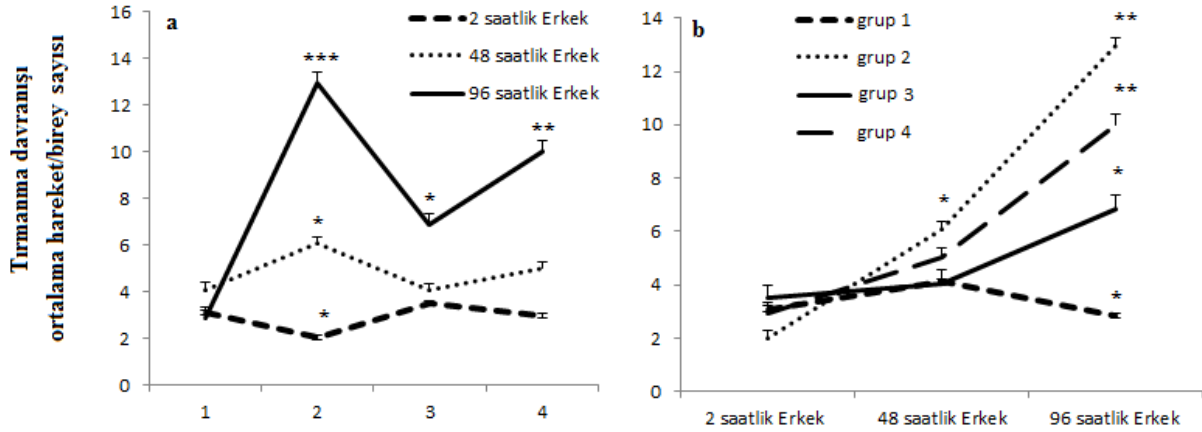 Tırmanma davranışı
ortalama hareket/birey sayısı
a
16
14
12
10
8
6
4
2
0
2 saatlik Erkek
48 saatlik Erkek
96 saatlik Erkek
***
**
*
*
*
1 2 3 4
b
14
12
10
8
6
4
2
0
grup 1
grup 2
grup 3
grup 4
**
**
*
*
*
2 saatlik Erkek 48 saatlik Erkek 96 saatlik Erkek